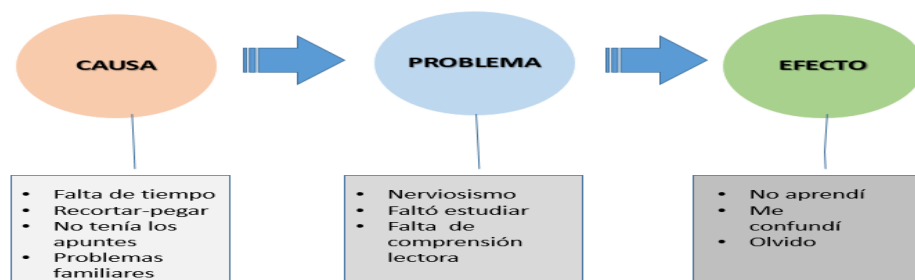 CAUSA
PROBLEMA
EFECTO
• Falta de tiempo
• Recortar-pegar
• No tenía los
apuntes
• Problemas
familiares
• Nerviosismo
• Faltó estudiar
• Falta de
comprensión
lectora
• No aprendí
• Me
confundí
• Olvido